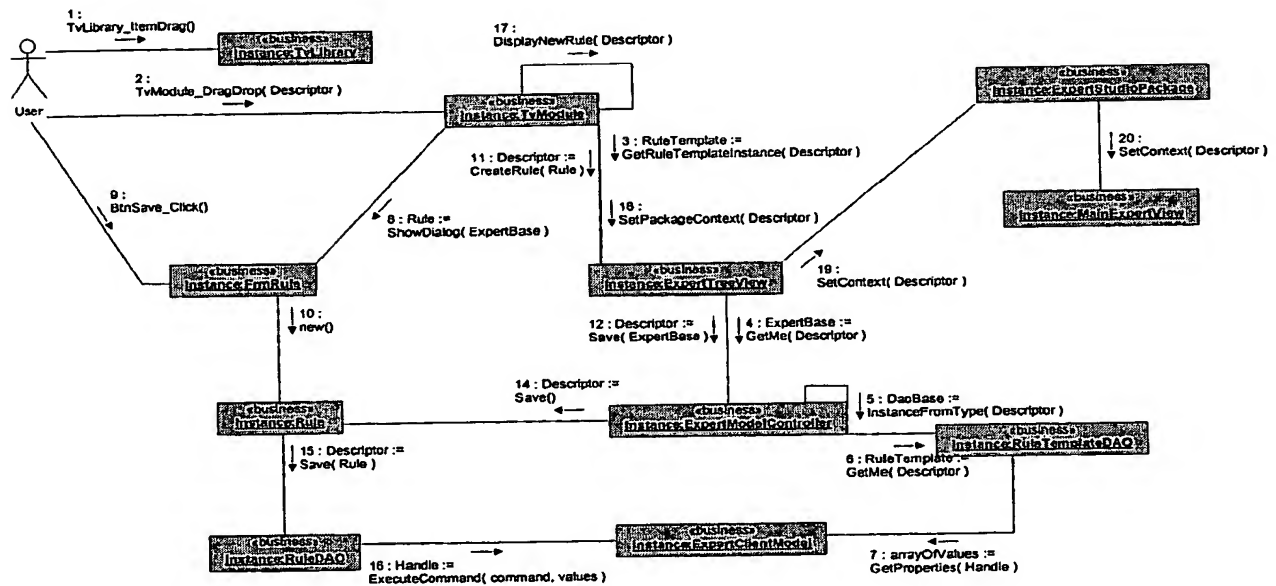 1 :
TvLibrary_ItemDrag()
«business»
Instance:TvLibrary
17 :
DisplayNewRule( Descriptor )
2 :
TvModule_DragDrop( Descriptor )
User
«business»
Instance:TvModule
«business»
Instance:ExpertStudioPackage
3 : RuleTemplate :=
GetRuleTemplateInstance( Descriptor )
11 : Descriptor :=
CreateRule( Rule )
20 :
SetContext( Descriptor )
9 :
BtnSave_Click()
8 : Rule :=
ShowDialog( ExpertBase )
18 :
SetPackageContext( Descriptor )
«business»
Instance:MainExpertView
«business»
Instance:FrmRule
«business»
Instance:ExpertTreeView
19 :
SetContext( Descriptor )
10 :
new()
12 : Descriptor :=
Save( ExpertBase )
4 : ExpertBase :=
GetMe( Descriptor )
14 : Descriptor :=
Save()
5 : DaoBase :=
InstanceFromType( Descriptor )
«business»
Instance:Rule
«business»
Instance:ExpertModelController
«business»
Instance:RuleTemplateDAO
15 : Descriptor :=
Save( Rule )
6 : RuleTemplate :=
GetMe( Descriptor )
«business»
Instance:RuleDAO
«business»
Instance:ExpertClientModel
16 : Handle :=
ExecuteCommand( command, values )
7 : arrayOfValues :=
GetProperties( Handle )